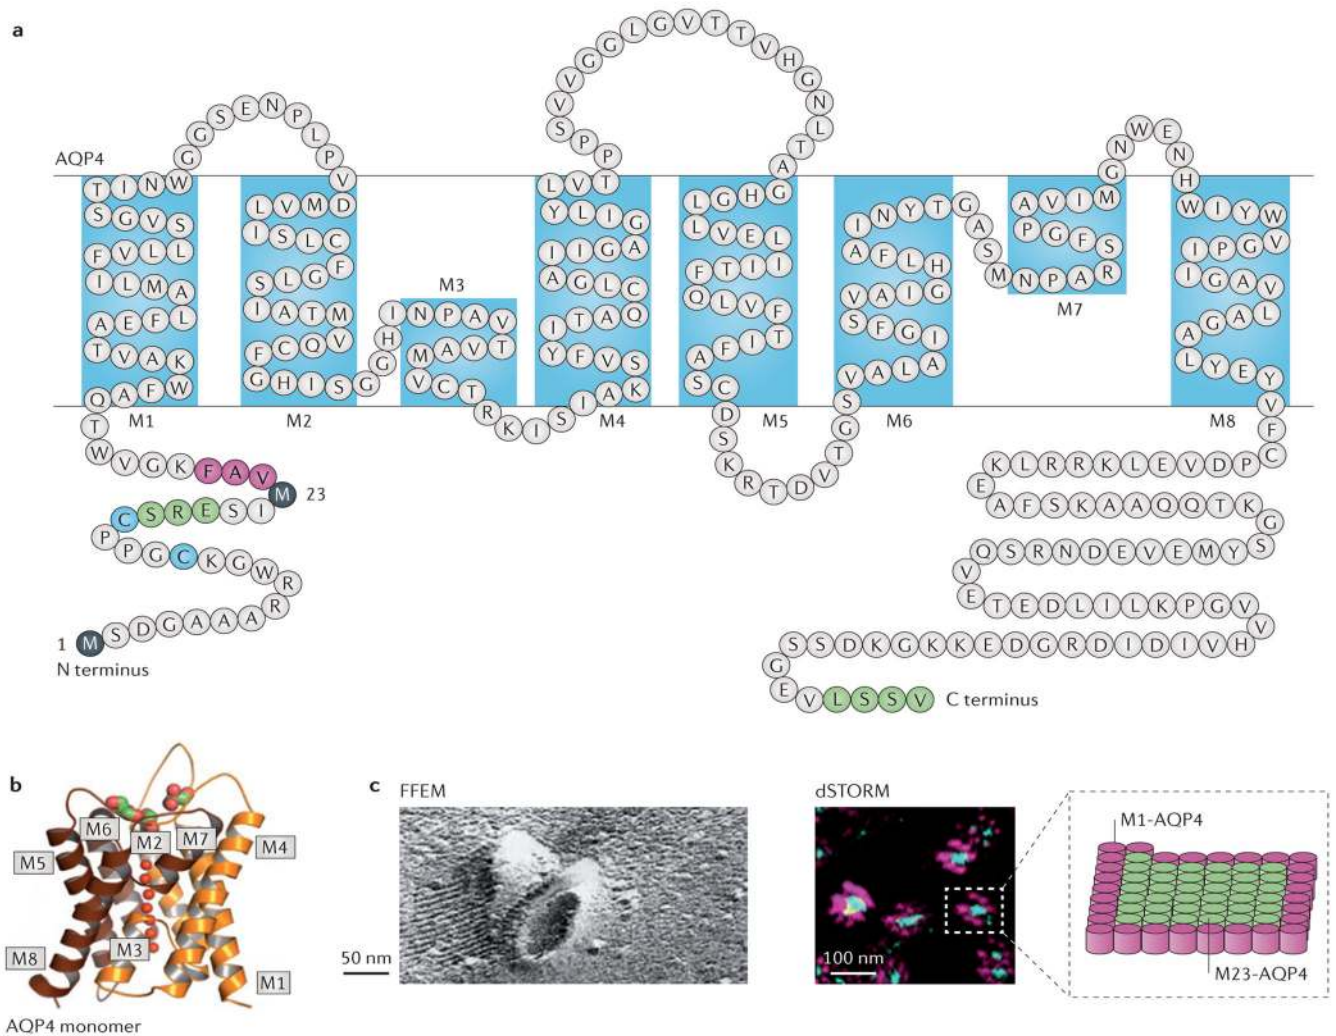 a
AQP4
G G S E N P L P V
T I N W
S G V S
F V L L
I L M A
A E F L
T V A K
Q A F W
M1
L V M D
I S L C
S L G F
I A T M
F C Q V
G H I S G G H
M2
M3
I N P A V
M A V T
V C T R K I S I A K
P P S V V G G L G V T T V H G N L T A
L V T
Y L I G
I I G A
A G L C
I T A Q
Y F V S
M4
L G H G
L V E L
F T I I
Q L V F
A F I T
S C D S K R T D V T G S V
M5
I N Y T G A S M
A F L H
V A I G
S F G I
V A L A
M6
A V I M G N W E N H
P G F S
N P A R
M7
W I Y W
I P G V
I G A V
A G A L
L Y E Y
V F C
M8
T
W V G K F A V
M 23
C S R E S I
P P G C K G W R
1 M S D G A A A R
N terminus
K L R R K L E V D P
E
A F S K A A Q Q T K G
Q S R N D E V E M Y S
V
E T E D L I L K P G V V
S S D K G K K E D G R D I D I V H
G
E V L S S V C terminus
b
M6 M2 M7
M4
M5
M3
M8
M1
AQP4 monomer
c
FFEM
50 nm
dSTORM
100 nm
M1-AQP4
M23-AQP4